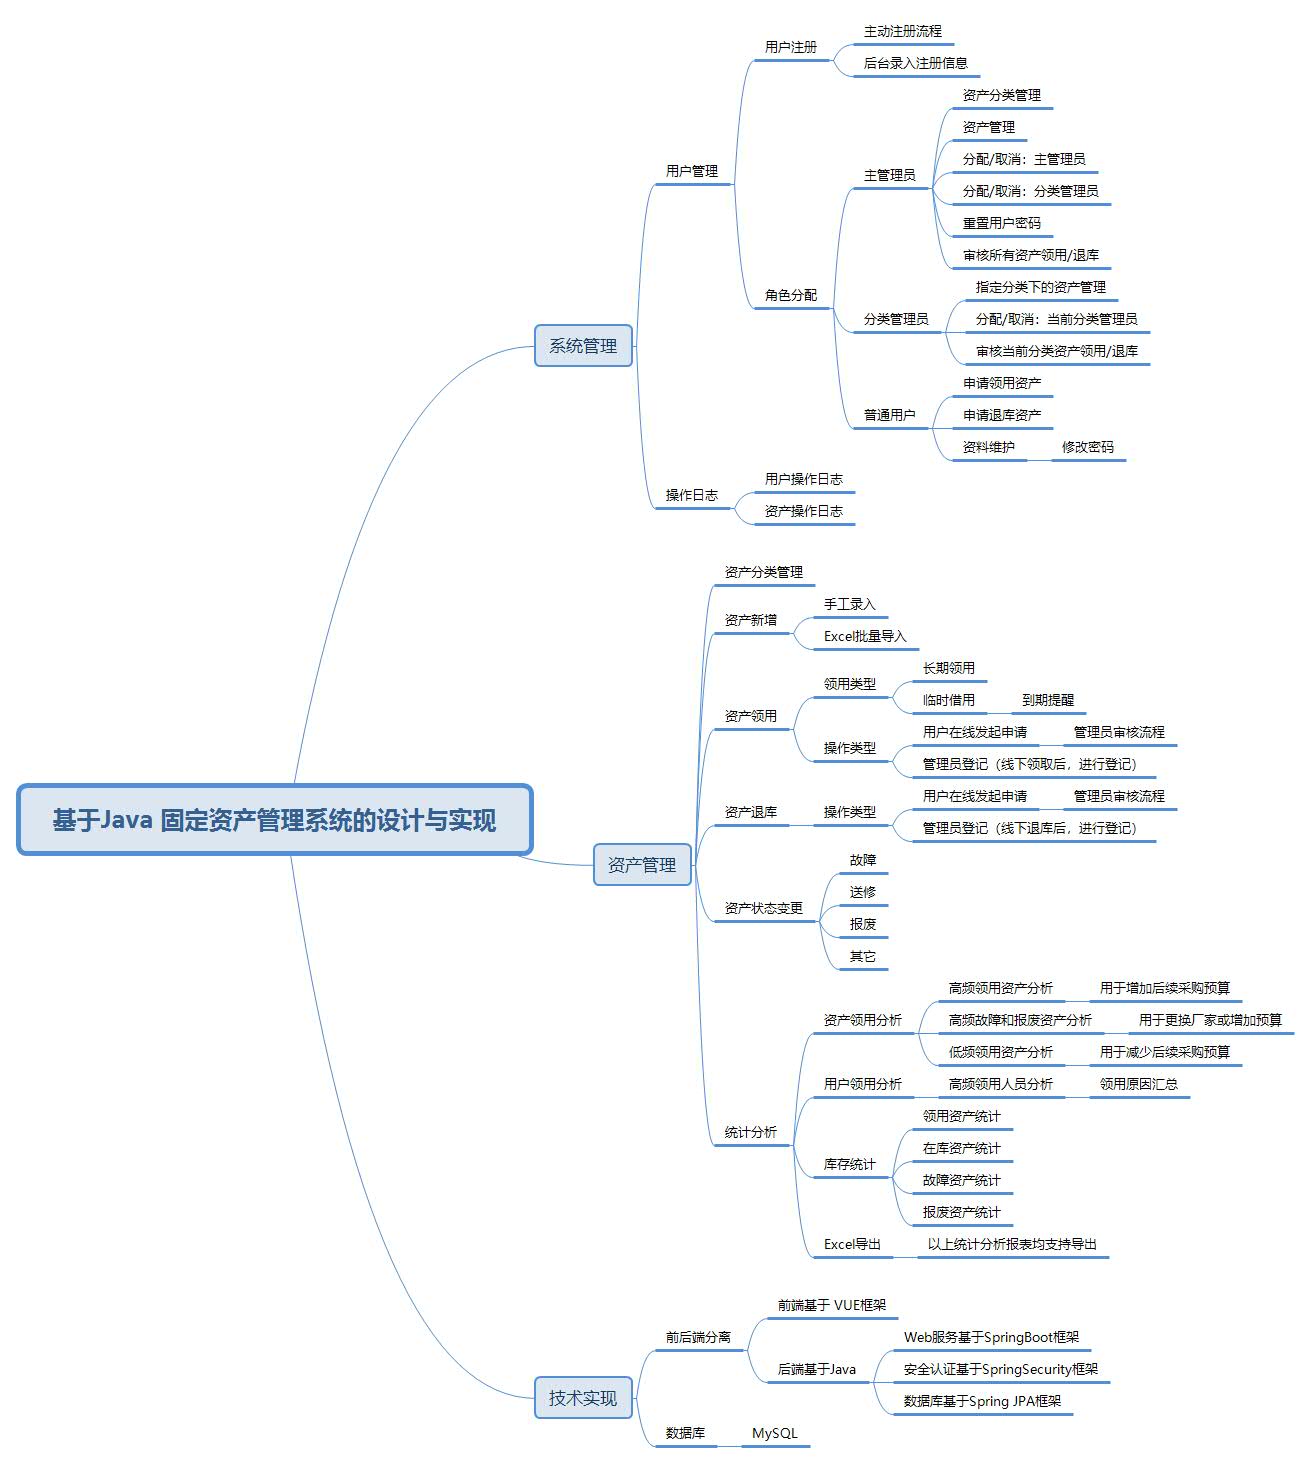 主动注册流程
用户注册
后台录入注册信息
资产分类管理
资产管理
分配/取消：主管理员
用户管理
主管理员
分配/取消：分类管理员
重置用户密码
审核所有资产领用/退库
指定分类下的资产管理
角色分配
分类管理员
分配/取消：当前分类管理员
系统管理
审核当前分类资产领用/退库
申请领用资产
普通用户
申请退库资产
资料维护
修改密码
用户操作日志
操作日志
资产操作日志
资产分类管理
手工录入
资产新增
Excel批量导入
长期领用
领用类型
临时借用
到期提醒
资产领用
用户在线发起申请
管理员审核流程
操作类型
管理员登记（线下领取后，进行登记）
用户在线发起申请
管理员审核流程
基于Java 固定资产管理系统的设计与实现
资产退库
操作类型
管理员登记（线下退库后，进行登记）
资产管理
故障
送修
资产状态变更
报废
其它
高频领用资产分析
用于增加后续采购预算
资产领用分析
高频故障和报废资产分析
用于更换厂家或增加预算
低频领用资产分析
用于减少后续采购预算
用户领用分析
高频领用人员分析
领用原因汇总
领用资产统计
统计分析
在库资产统计
库存统计
故障资产统计
报废资产统计
Excel导出
以上统计分析报表均支持导出
前端基于 VUE框架
前后端分离
Web服务基于SpringBoot框架
后端基于Java
安全认证基于SpringSecurity框架
技术实现
数据库基于Spring JPA框架
数据库
MySQL